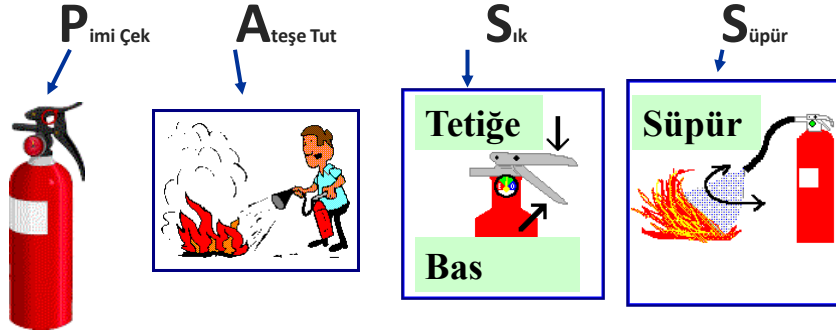 Pimi Çek
Ateşe Tut
Sık
Süpür
Tetiğe
Bas
Süpür